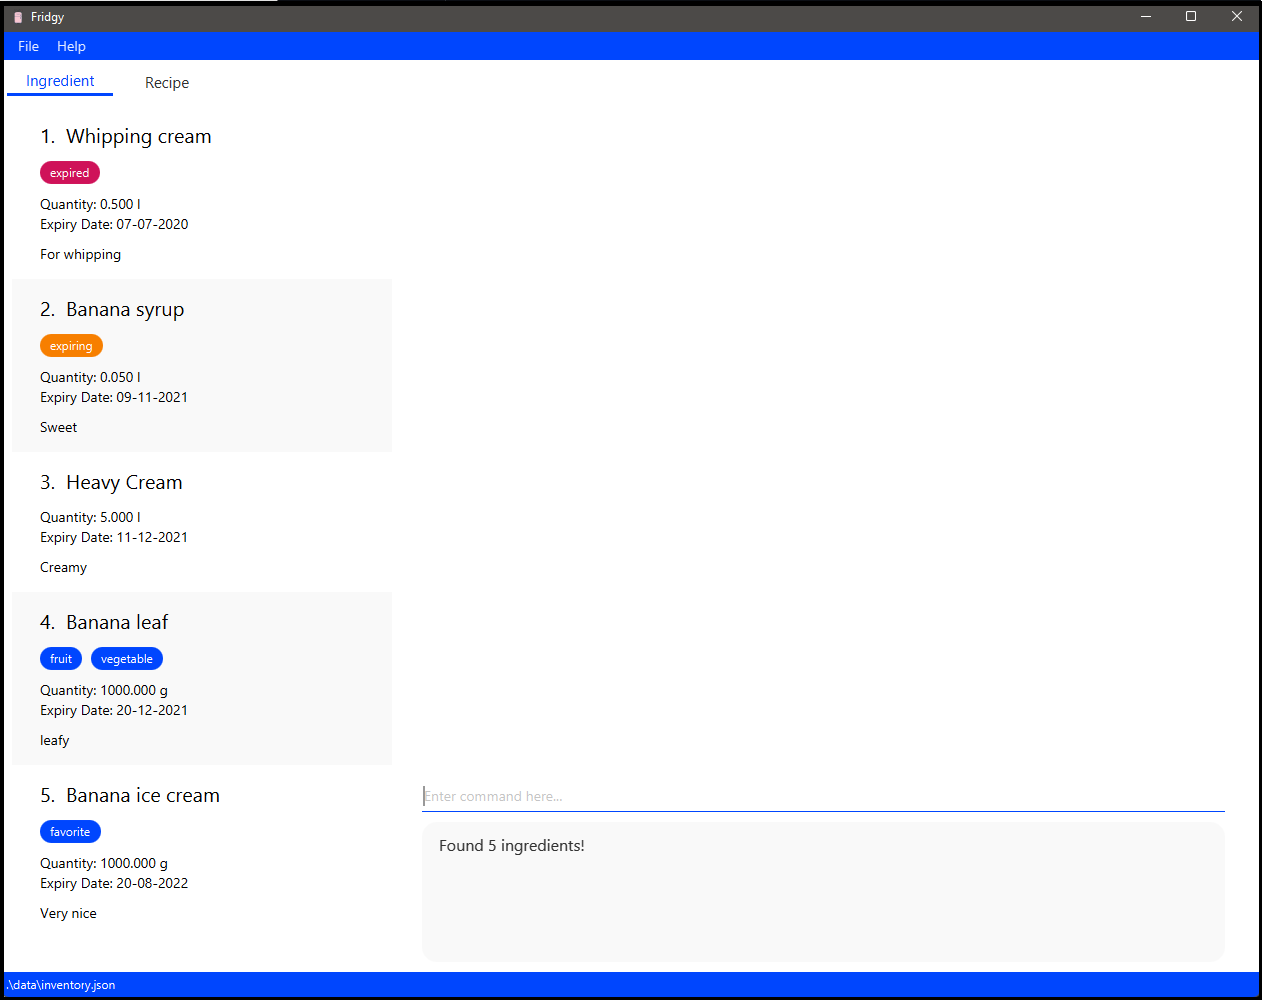 Fridgy
File Help
Ingredient Recipe
1. Whipping cream
expired
Quantity: 0.500 l
Expiry Date: 07-07-2020
For whipping
2. Banana syrup
expiring
Quantity: 0.050 l
Expiry Date: 09-11-2021
Sweet
3. Heavy Cream
Quantity: 5.000 l
Expiry Date: 11-12-2021
Creamy
4. Banana leaf
fruit vegetable
Quantity: 1000.000 g
Expiry Date: 20-12-2021
leafy
5. Banana ice cream
favorite
Quantity: 1000.000 g
Expiry Date: 20-08-2022
Very nice
Enter command here...
Found 5 ingredients!
.\data\inventory.json